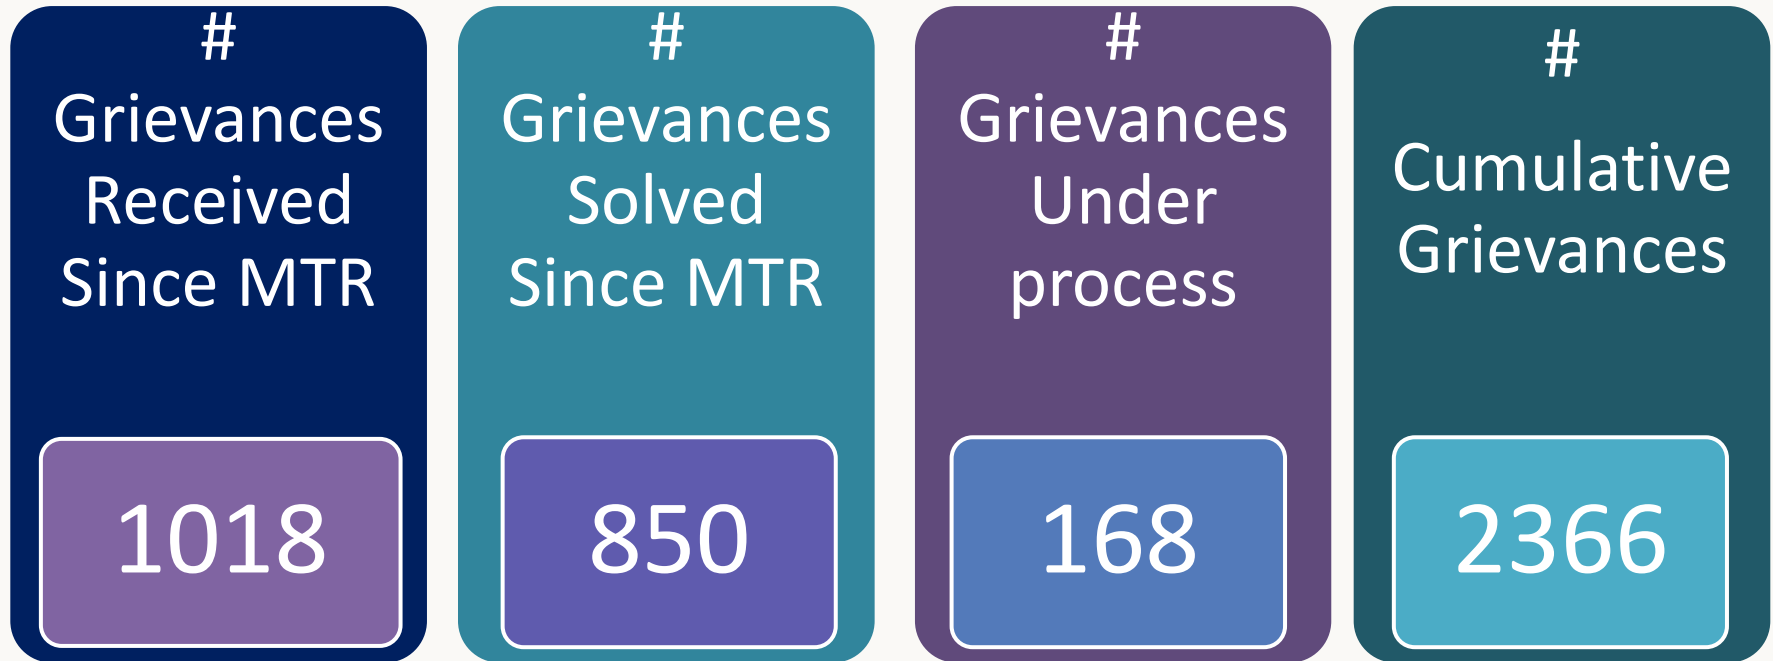 #
Grievances
Received
Since MTR
1018
#
Grievances
Solved
Since MTR
850
#
Grievances
Under
process
168
#
Cumulative
Grievances
2366